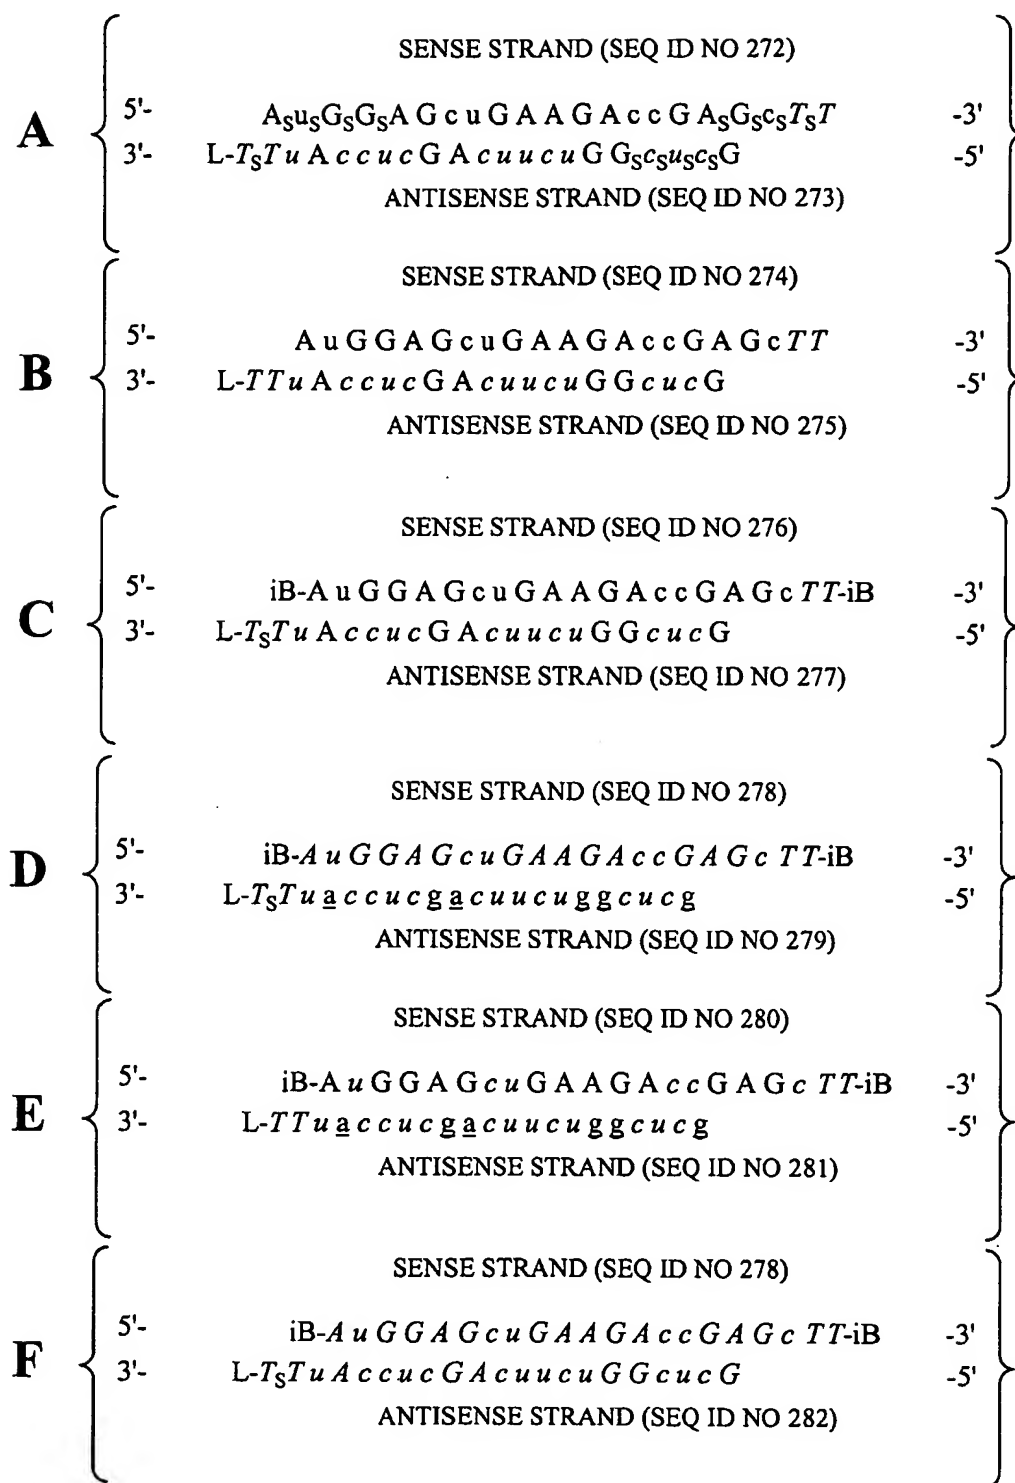 SENSE STRAND (SEQ ID NO 272)
A 5'- AsusGsGsA G c u G A A G A c c G AsGscsTsT -3'
3'- L-TsT u A c c u c G A c u u c u G GscsuscsG -5'
ANTISENSE STRAND (SEQ ID NO 273)
SENSE STRAND (SEQ ID NO 274)
B 5'- A u G G A G c u G A A G A c c G A G c T T -3'
3'- L-T T u A c c u c G A c u u c u G G c u c G -5'
ANTISENSE STRAND (SEQ ID NO 275)
SENSE STRAND (SEQ ID NO 276)
C 5'- iB-A u G G A G c u G A A G A c c G A G c T T-iB -3'
3'- L-TsT u A c c u c G A c u u c u G G c u c G -5'
ANTISENSE STRAND (SEQ ID NO 277)
SENSE STRAND (SEQ ID NO 278)
D 5'- iB-A u G G A G c u G A A G A c c G A G c T T-iB -3'
3'- L-TsT u a c c u c g a c u u c u g g c u c g -5'
ANTISENSE STRAND (SEQ ID NO 279)
SENSE STRAND (SEQ ID NO 280)
E 5'- iB-A u G G A G c u G A A G A c c G A G c T T-iB -3'
3'- L-T T u a c c u c g a c u u c u g g c u c g -5'
ANTISENSE STRAND (SEQ ID NO 281)
SENSE STRAND (SEQ ID NO 278)
F 5'- iB-A u G G A G c u G A A G A c c G A G c T T-iB -3'
3'- L-TsT u A c c u c G A c u u c u G G c u c G -5'
ANTISENSE STRAND (SEQ ID NO 282)